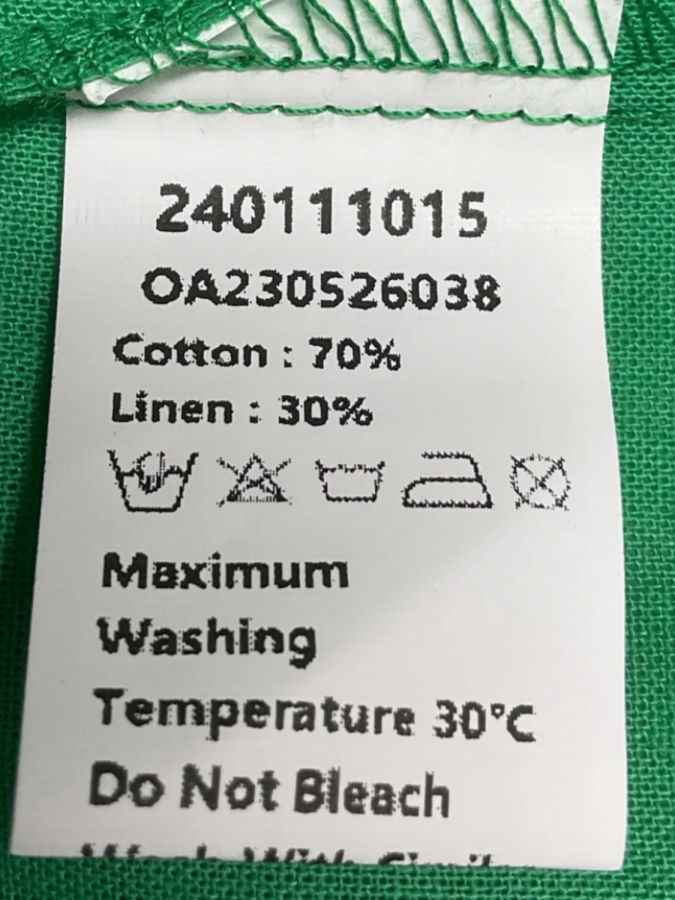 240111015
OA230526038
Cotton : 70%
Linen : 30%
Maximum
Washing
Temperature 30°C
Do Not Bleach